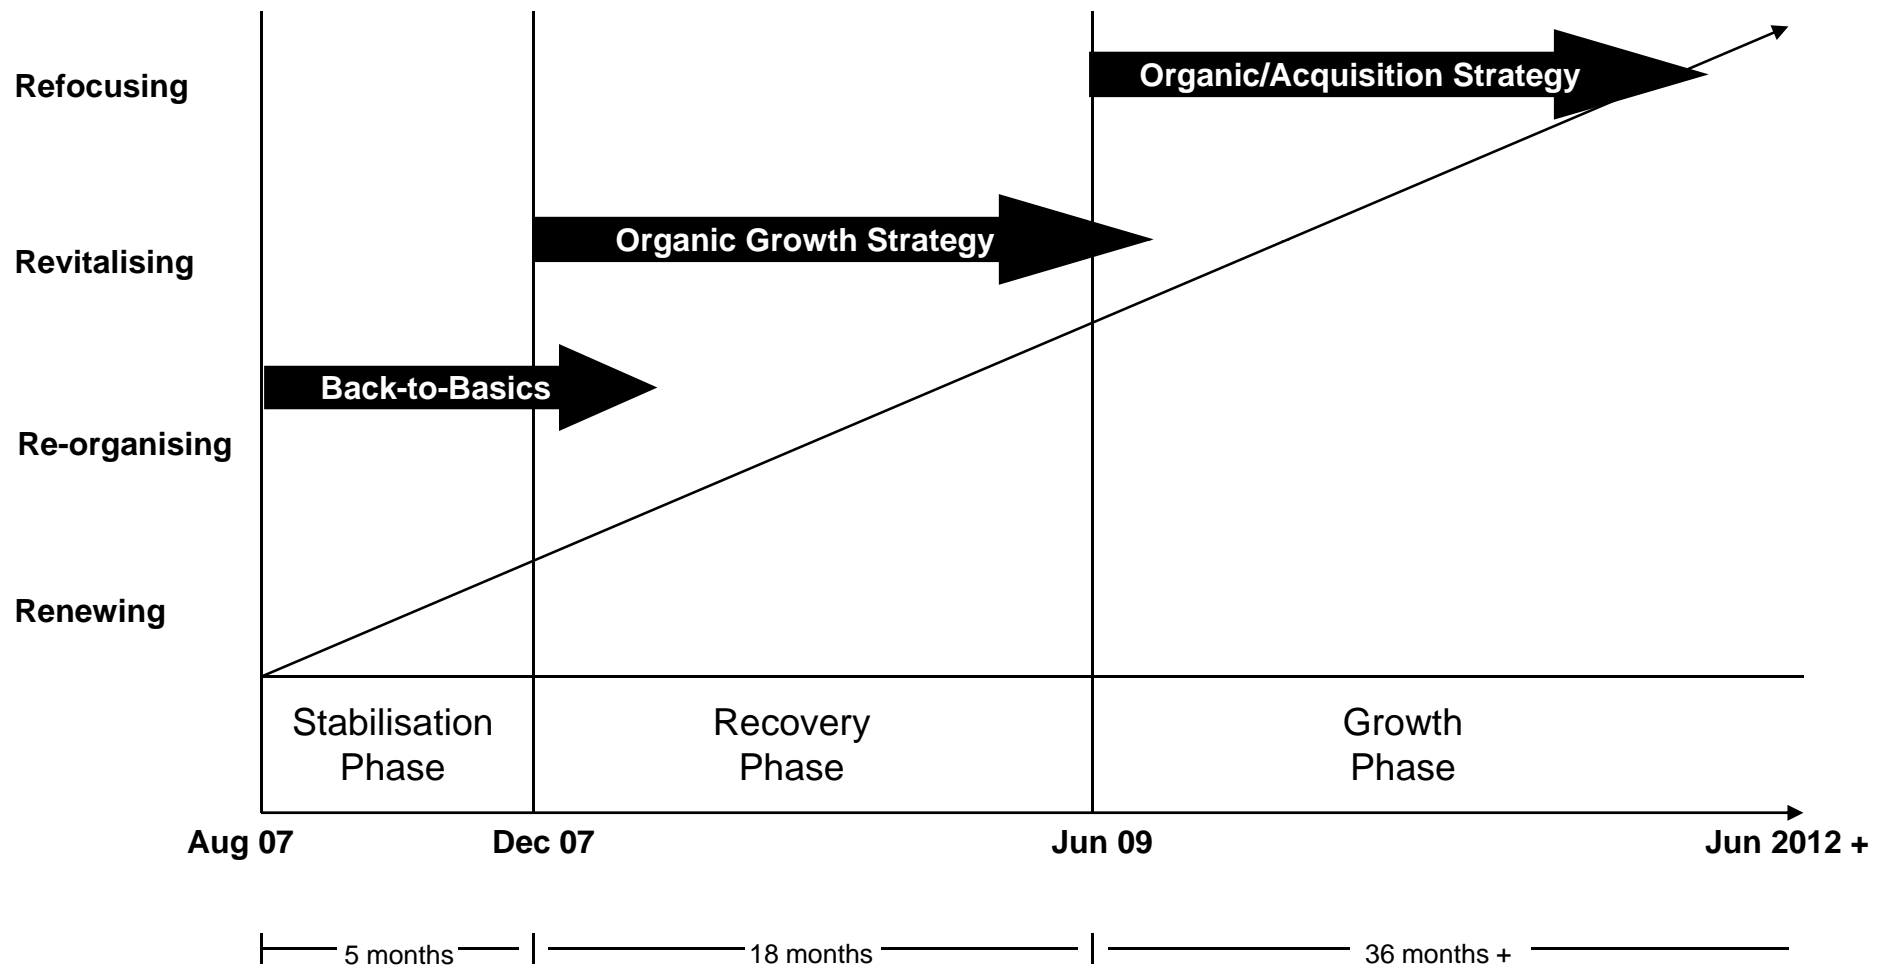 Refocusing
Organic/Acquisition Strategy
Revitalising
Organic Growth Strategy
Back-to-Basics
Re-organising
Renewing
Stabilisation
Phase
Recovery
Phase
Growth
Phase
Aug 07
Dec 07
Jun 09
Jun 2012 +
5 months
18 months
36 months +